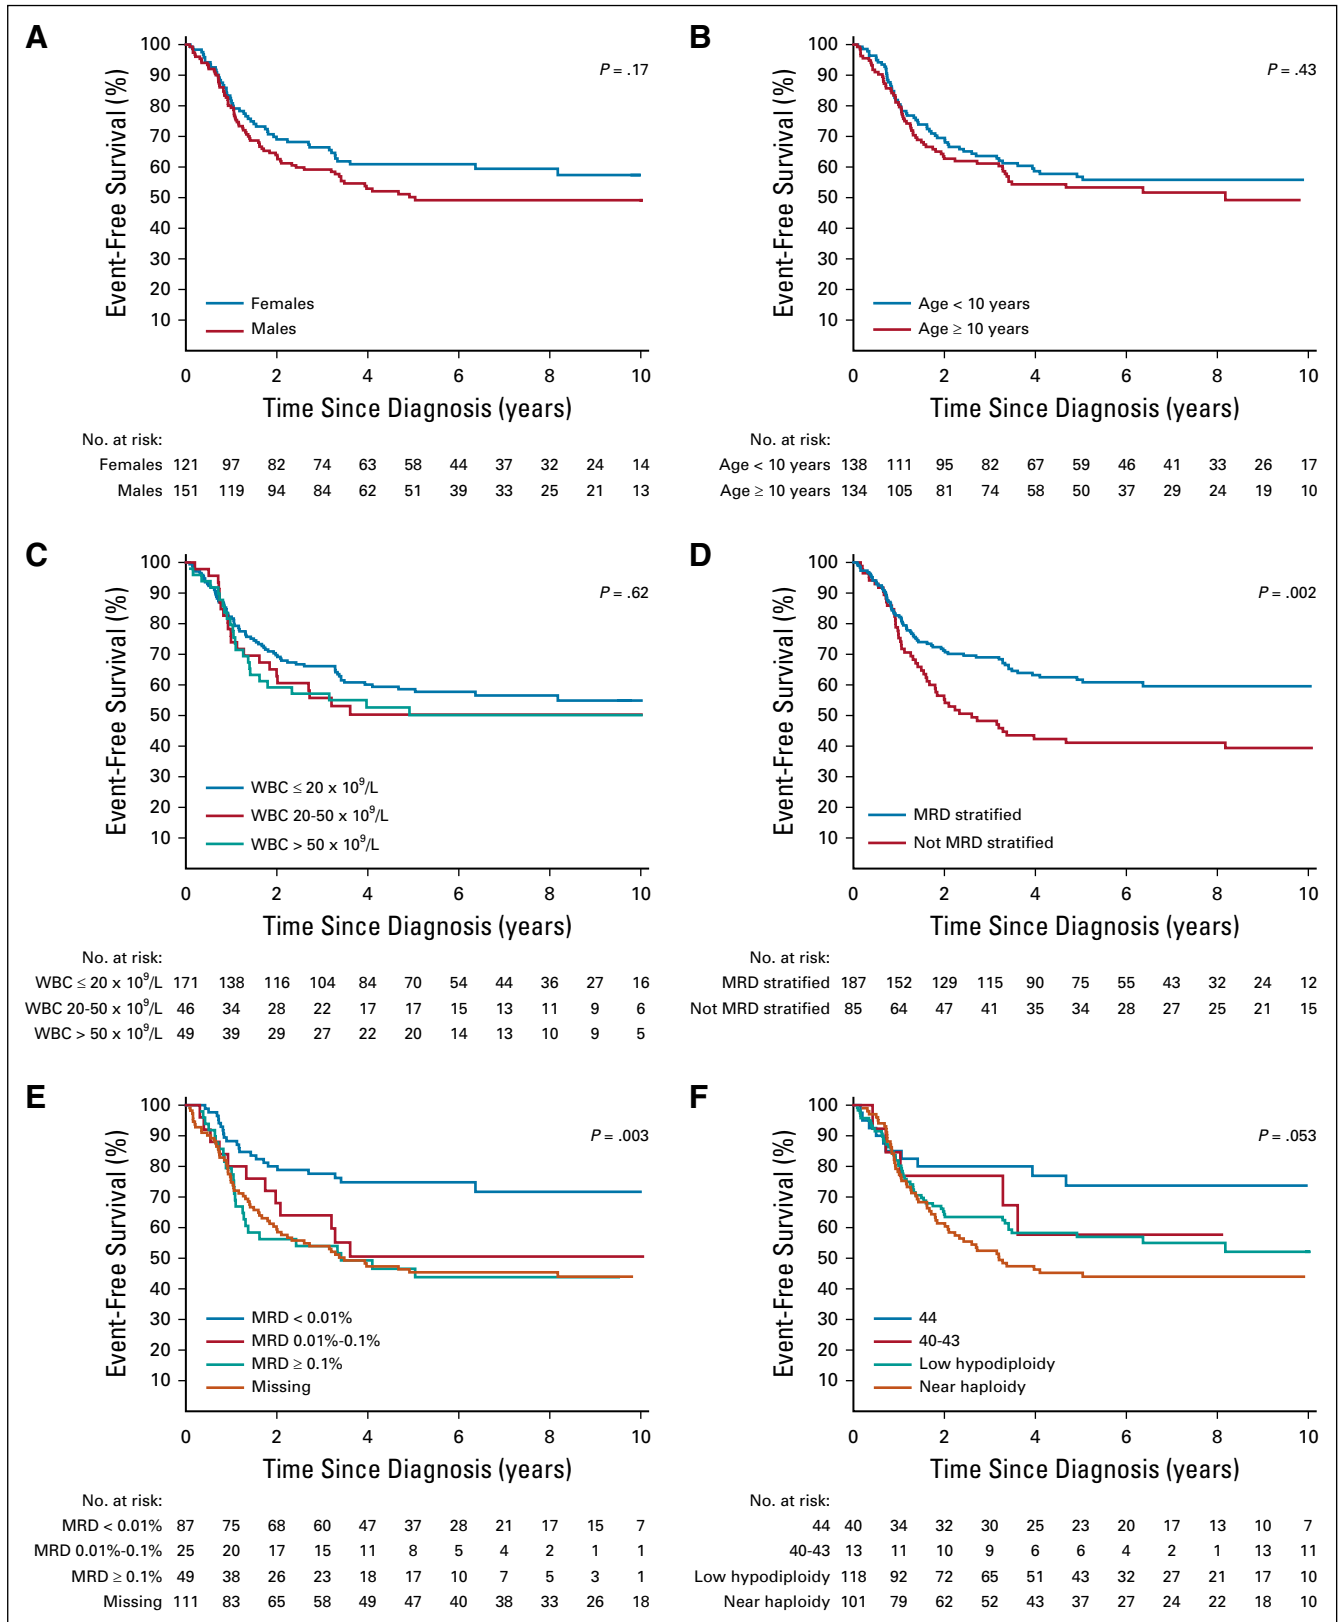 A
Event-Free Survival (%)
100
90
80
70
60
50
40
30
20
10
P = .17
Females
Males
0 2 4 6 8 10
Time Since Diagnosis (years)
No. at risk:
Females 121 97 82 74 63 58 44 37 32 24 14
Males 151 119 94 84 62 51 39 33 25 21 13
B
Event-Free Survival (%)
100
90
80
70
60
50
40
30
20
10
P = .43
Age < 10 years
Age ≥ 10 years
0 2 4 6 8 10
Time Since Diagnosis (years)
No. at risk:
Age < 10 years 138 111 95 82 67 59 46 41 33 26 17
Age ≥ 10 years 134 105 81 74 58 50 37 29 24 19 10
C
Event-Free Survival (%)
100
90
80
70
60
50
40
30
20
10
P = .62
WBC ≤ 20 x 10⁹/L
WBC 20-50 x 10⁹/L
WBC > 50 x 10⁹/L
0 2 4 6 8 10
Time Since Diagnosis (years)
No. at risk:
WBC ≤ 20 x 10⁹/L 171 138 116 104 84 70 54 44 36 27 16
WBC 20-50 x 10⁹/L 46 34 28 22 17 17 15 13 11 9 6
WBC > 50 x 10⁹/L 49 39 29 27 22 20 14 13 10 9 5
D
Event-Free Survival (%)
100
90
80
70
60
50
40
30
20
10
P = .002
MRD stratified
Not MRD stratified
0 2 4 6 8 10
Time Since Diagnosis (years)
No. at risk:
MRD stratified 187 152 129 115 90 75 55 43 32 24 12
Not MRD stratified 85 64 47 41 35 34 28 27 25 21 15
E
Event-Free Survival (%)
100
90
80
70
60
50
40
30
20
10
P = .003
MRD < 0.01%
MRD 0.01%-0.1%
MRD ≥ 0.1%
Missing
0 2 4 6 8 10
Time Since Diagnosis (years)
No. at risk:
MRD < 0.01% 87 75 68 60 47 37 28 21 17 15 7
MRD 0.01%-0.1% 25 20 17 15 11 8 5 4 2 1 1
MRD ≥ 0.1% 49 38 26 23 18 17 10 7 5 3 1
Missing 111 83 65 58 49 47 40 38 33 26 18
F
Event-Free Survival (%)
100
90
80
70
60
50
40
30
20
10
P = .053
44
40-43
Low hypodiploidy
Near haploidy
0 2 4 6 8 10
Time Since Diagnosis (years)
No. at risk:
44 40 34 32 30 25 23 20 17 13 10 7
40-43 13 11 10 9 6 6 4 2 1 13 11
Low hypodiploidy 118 92 72 65 51 43 32 27 21 17 10
Near haploidy 101 79 62 52 43 37 27 24 22 18 10